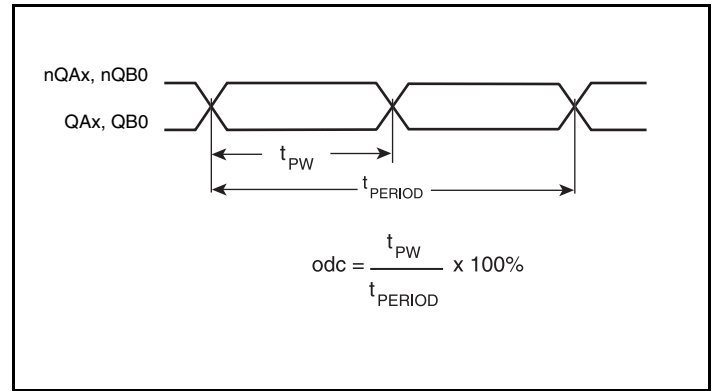 nQAx, nQB0
QAx, QB0
tPW
tPERIOD
odc = tPW / tPERIOD x 100%